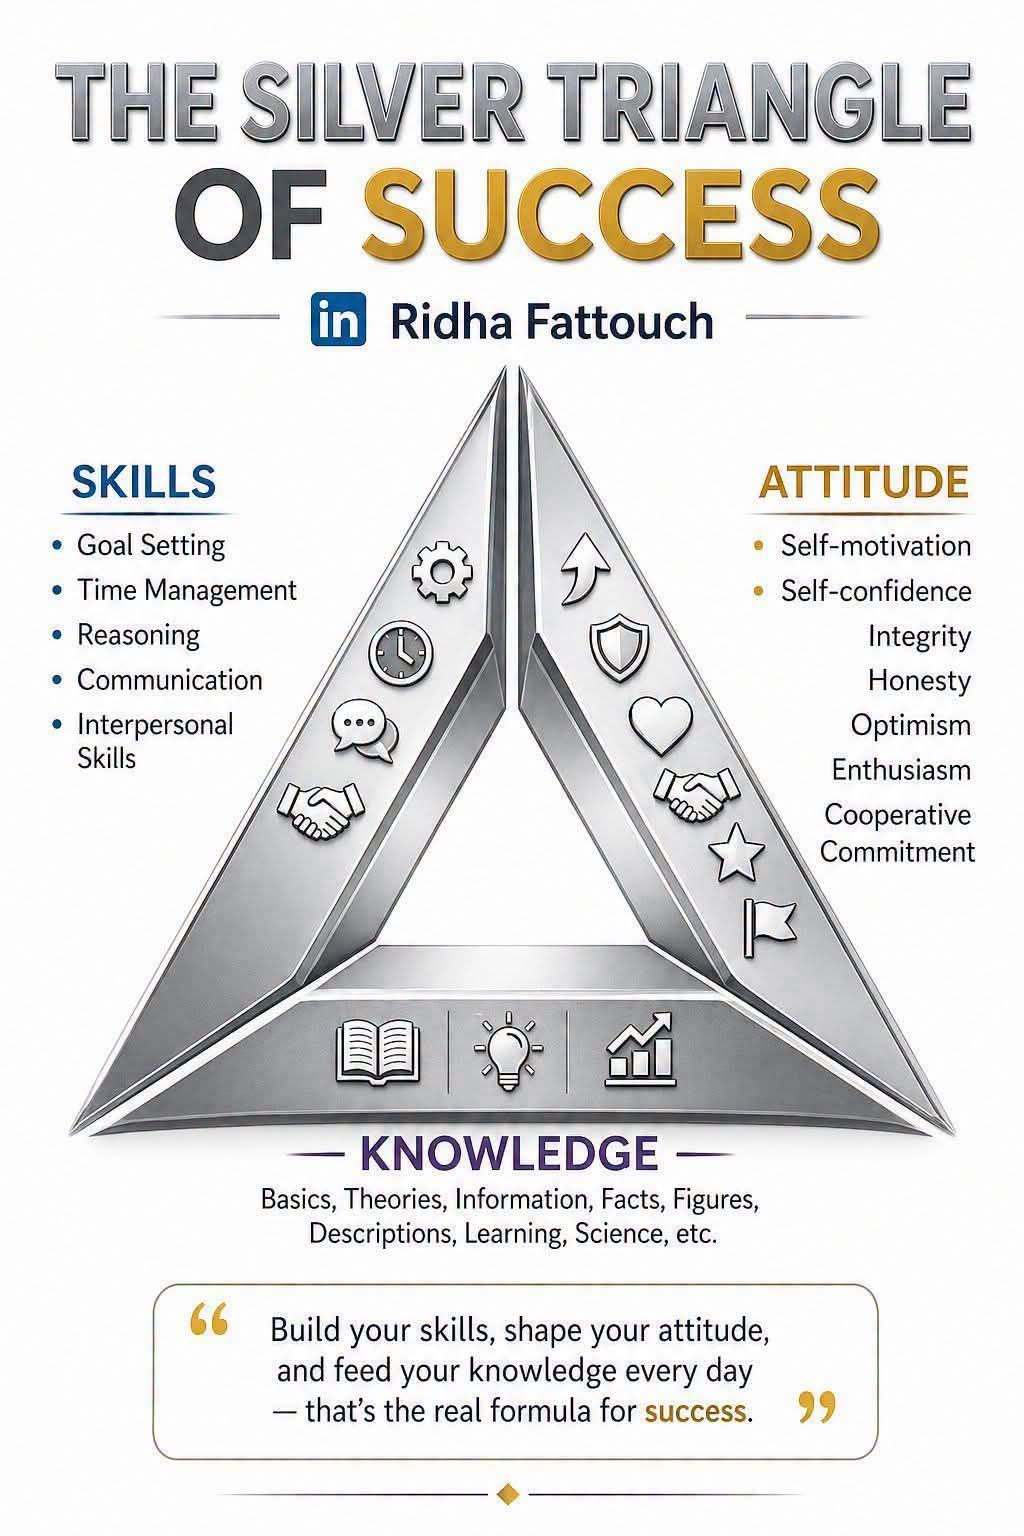 THE SILVER TRIANGLE
OF SUCCESS
in Ridha Fattouch
SKILLS
• Goal Setting
• Time Management
• Reasoning
• Communication
• Interpersonal
Skills
ATTITUDE
• Self-motivation
• Self-confidence
Integrity
Honesty
Optimism
Enthusiasm
Cooperative
Commitment
KNOWLEDGE
Basics, Theories, Information, Facts, Figures,
Descriptions, Learning, Science, etc.
“ Build your skills, shape your attitude,
and feed your knowledge every day
— that’s the real formula for success. ”